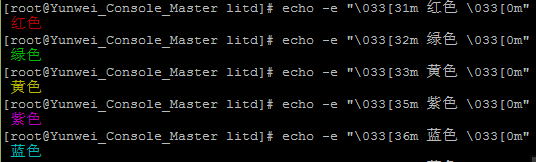 [root@Yunwei_Console_Master litd]# echo -e "\033[31m 红色 \033[0m"
红色
[root@Yunwei_Console_Master litd]# echo -e "\033[32m 绿色 \033[0m"
绿色
[root@Yunwei_Console_Master litd]# echo -e "\033[33m 黄色 \033[0m"
黄色
[root@Yunwei_Console_Master litd]# echo -e "\033[35m 紫色 \033[0m"
紫色
[root@Yunwei_Console_Master litd]# echo -e "\033[36m 蓝色 \033[0m"
蓝色